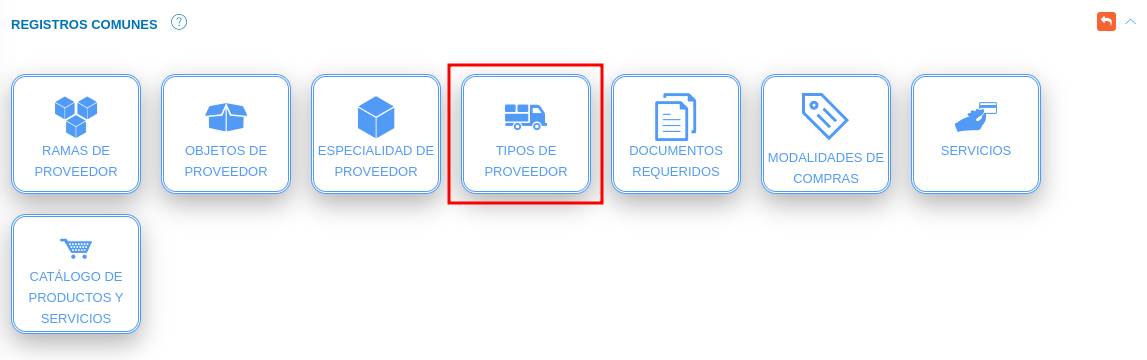 REGISTROS COMUNES ?
RAMAS DE
PROVEEDOR
OBJETOS DE
PROVEEDOR
ESPECIALIDAD DE
PROVEEDOR
TIPOS DE
PROVEEDOR
DOCUMENTOS
REQUERIDOS
MODALIDADES DE
COMPRAS
SERVICIOS
CATÁLOGO DE
PRODUCTOS Y
SERVICIOS